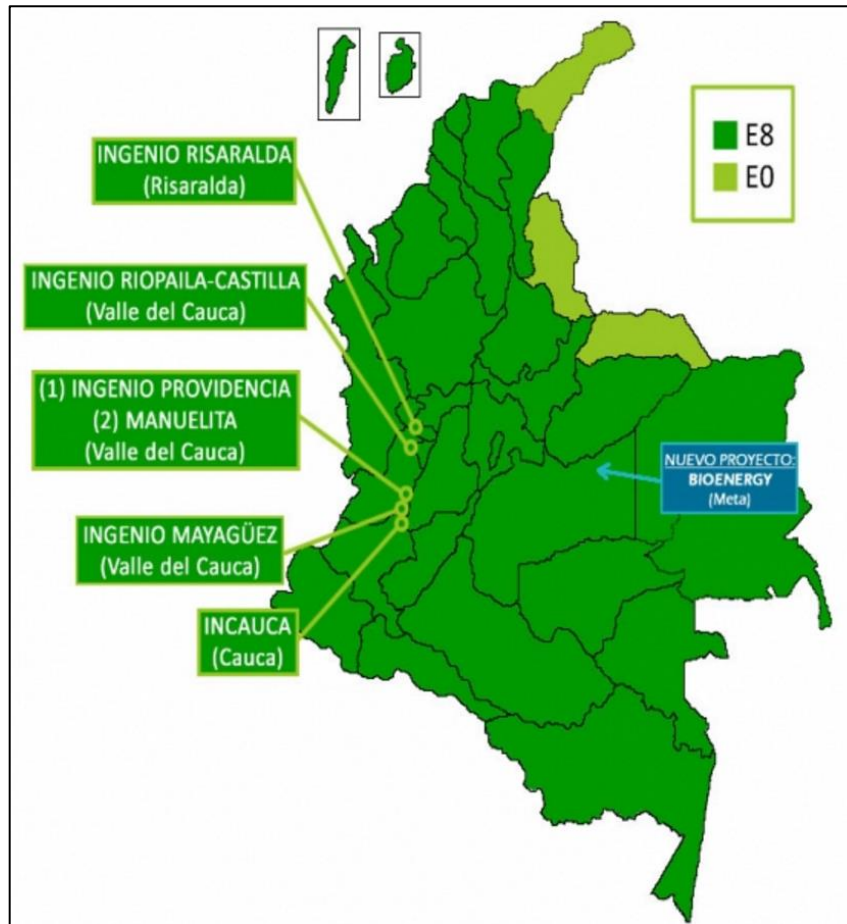 E8
E0
INGENIO RISARALDA
(Risaralda)
INGENIO RIOPAILA-CASTILLA
(Valle del Cauca)
(1) INGENIO PROVIDENCIA
(2) MANUELITA
(Valle del Cauca)
NUEVO PROYECTO:
BIOENERGY
(Meta)
INGENIO MAYAGÜEZ
(Valle del Cauca)
INCAUCA
(Cauca)